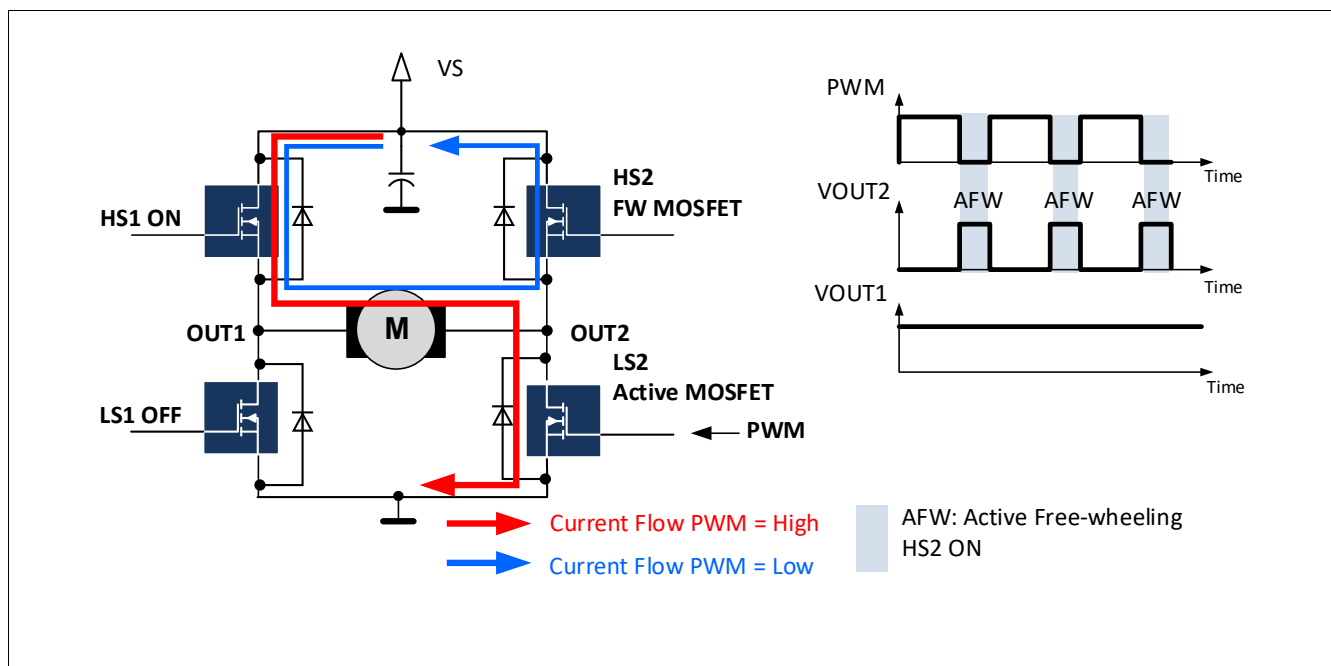 VS
HS1 ON
HS2
FW MOSFET
OUT1
M
OUT2
LS1 OFF
LS2
Active MOSFET
PWM
Current Flow PWM = High
Current Flow PWM = Low
PWM
Time
VOUT2
AFW AFW AFW
Time
VOUT1
Time
AFW: Active Free-wheeling
HS2 ON